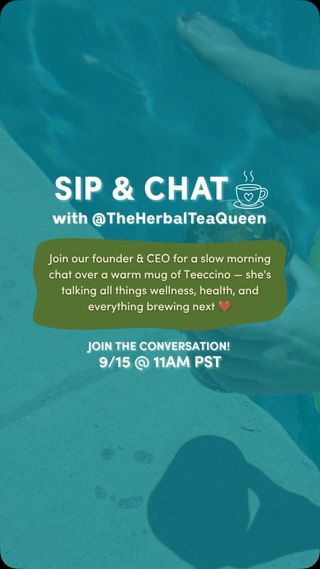 SIP & CHAT
with @TheHerbalTeaQueen
Join our founder & CEO for a slow morning
chat over a warm mug of Teeccino — she's
talking all things wellness, health, and
everything brewing next 🤎
JOIN THE CONVERSATION!
9/15 @ 11AM PST